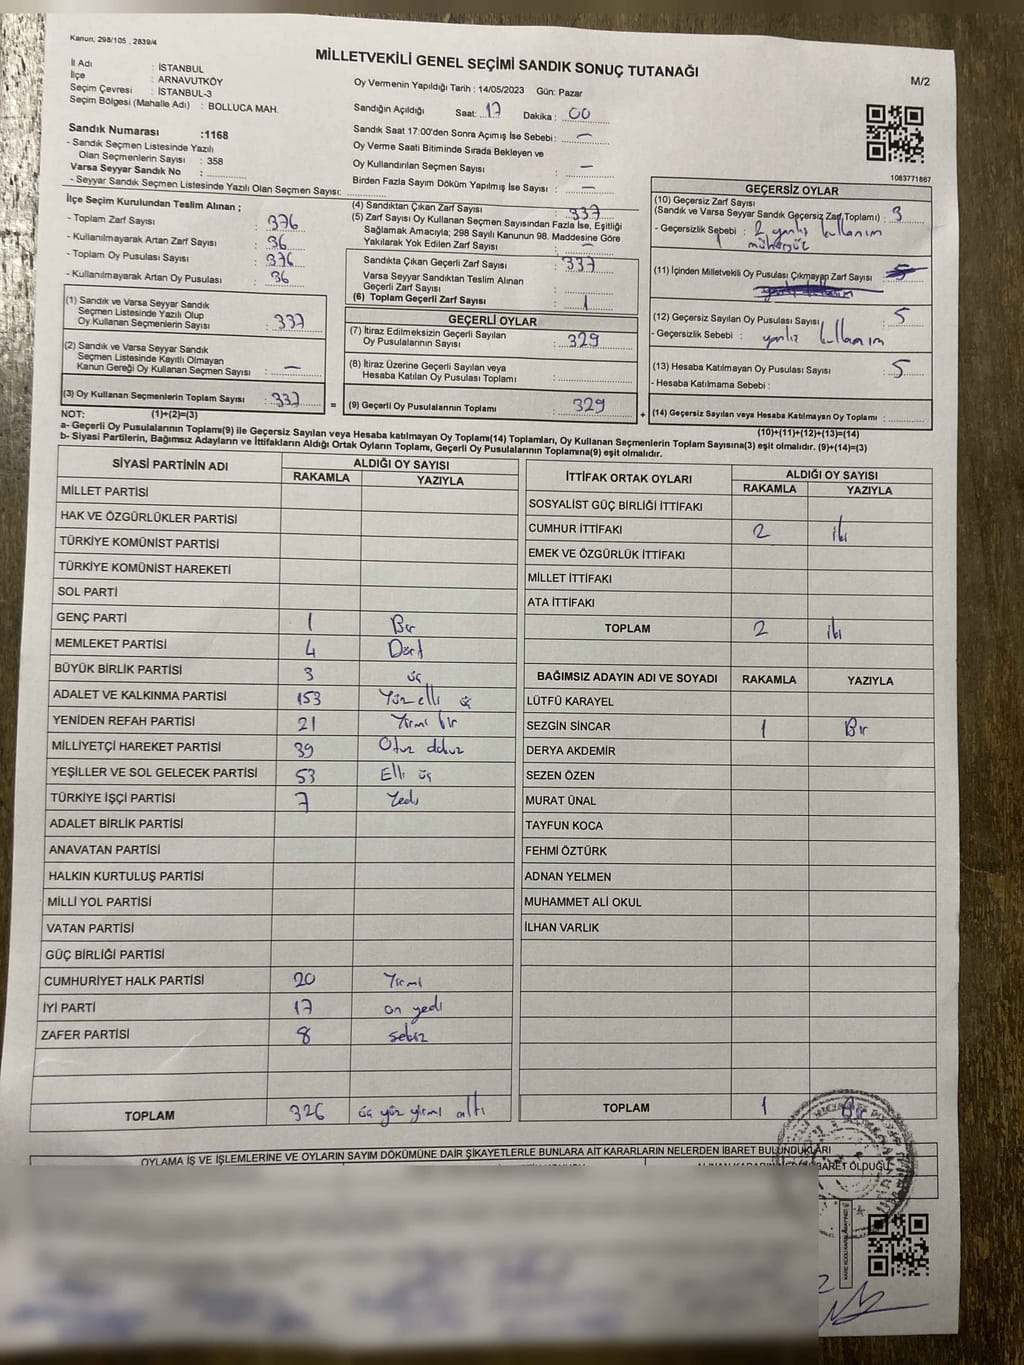 Kanun; 298/105 , 2839/4
MİLLETVEKİLİ GENEL SEÇİMİ SANDIK SONUÇ TUTANAĞI
M/2
İl Adı : İSTANBUL
İlçe : ARNAVUTKÖY
Seçim Çevresi : İSTANBUL-3
Seçim Bölgesi (Mahalle Adı) : BOLLUCA MAH.
Oy Vermenin Yapıldığı Tarih : 14/05/2023 Gün: Pazar
Sandığın Açıldığı Saat: 17 Dakika : 00
Sandık Saat 17:00'den Sonra Açımış İse Sebebi : —
Oy Verme Saati Bitiminde Sırada Bekleyen ve
Oy Kullandırılan Seçmen Sayısı : —
Birden Fazla Sayım Döküm Yapılmış İse Sayısı : —
Sandık Numarası :1168
- Sandık Seçmen Listesinde Yazılı
Olan Seçmenlerin Sayısı : 358
Varsa Seyyar Sandık No :
- Seyyar Sandık Seçmen Listesinde Yazılı Olan Seçmen Sayısı:
1083771667
İlçe Seçim Kurulundan Teslim Alınan ;
- Toplam Zarf Sayısı : 376
- Kullanılmayarak Artan Zarf Sayısı : 36
- Toplam Oy Pusulası Sayısı : 376
- Kullanılmayarak Artan Oy Pusulası : 36
(1) Sandık ve Varsa Seyyar Sandık
Seçmen Listesinde Yazılı Olup
Oy Kullanan Seçmenlerin Sayısı : 337
(2) Sandık ve Varsa Seyyar Sandık
Seçmen Listesinde Kayıtlı Olmayan
Kanun Gereği Oy Kullanan Seçmen Sayısı : —
(3) Oy Kullanan Seçmenlerin Toplam Sayısı : 337 =
(4) Sandıktan Çıkan Zarf Sayısı : 337
(5) Zarf Sayısı Oy Kullanan Seçmen Sayısından Fazla İse, Eşitliği
Sağlamak Amacıyla; 298 Sayılı Kanunun 98. Maddesine Göre
Yakılarak Yok Edilen Zarf Sayısı : —
Sandıkta Çıkan Geçerli Zarf Sayısı : 337
Varsa Seyyar Sandıktan Teslim Alınan
Geçerli Zarf Sayısı :
(6) Toplam Geçerli Zarf Sayısı :
GEÇERLİ OYLAR
(7) İtiraz Edilmeksizin Geçerli Sayılan
Oy Pusulalarının Sayısı : 329
(8) İtiraz Üzerine Geçerli Sayılan veya
Hesaba Katılan Oy Pusulası Toplamı :
(9) Geçerli Oy Pusulalarının Toplamı : 329 +
GEÇERSİZ OYLAR
(10) Geçersiz Zarf Sayısı
(Sandık ve Varsa Seyyar Sandık Geçersiz Zarf Toplamı) : 3
- Geçersizlik Sebebi : 2 yanlış kullanım
1 mühürsüz
(11) İçinden Milletvekili Oy Pusulası Çıkmayan Zarf Sayısı :
(12) Geçersiz Sayılan Oy Pusulası Sayısı : 5
- Geçersizlik Sebebi : yanlış kullanım
(13) Hesaba Katılmayan Oy Pusulası Sayısı : 5
- Hesaba Katılmama Sebebi :
(14) Geçersiz Sayılan veya Hesaba Katılmayan Oy Toplamı :
NOT: (1)+(2)=(3)
(10)+(11)+(12)+(13)=(14)
a- Geçerli Oy Pusulalarının Toplamı(9) ile Geçersiz Sayılan veya Hesaba katılmayan Oy Toplamı(14) Toplamları, Oy Kullanan Seçmenlerin Toplam Sayısına(3) eşit olmalıdır. (9)+(14)=(3)
b- Siyasi Partilerin, Bağımsız Adayların ve İttifakların Aldığı Ortak Oyların Toplamı, Geçerli Oy Pusulalarının Toplamına(9) eşit olmalıdır.
SİYASİ PARTİNİN ADI ALDIĞI OY SAYISI
RAKAMLA YAZIYLA
MİLLET PARTİSİ
HAK VE ÖZGÜRLÜKLER PARTİSİ
TÜRKİYE KOMÜNİST PARTİSİ
TÜRKİYE KOMÜNİST HAREKETİ
SOL PARTİ
GENÇ PARTİ 1 Bir
MEMLEKET PARTİSİ 4 Dört
BÜYÜK BİRLİK PARTİSİ 3 üç
ADALET VE KALKINMA PARTİSİ 153 Yüz elli üç
YENİDEN REFAH PARTİSİ 21 Yirmi bir
MİLLİYETÇİ HAREKET PARTİSİ 39 Otuz dokuz
YEŞİLLER VE SOL GELECEK PARTİSİ 53 Elli üç
TÜRKİYE İŞÇİ PARTİSİ 7 Yedi
ADALET BİRLİK PARTİSİ
ANAVATAN PARTİSİ
HALKIN KURTULUŞ PARTİSİ
MİLLİ YOL PARTİSİ
VATAN PARTİSİ
GÜÇ BİRLİĞİ PARTİSİ
CUMHURİYET HALK PARTİSİ 20 Yirmi
İYİ PARTİ 17 on yedi
ZAFER PARTİSİ 8 sekiz
TOPLAM 326 üç yüz yirmi altı
İTTİFAK ORTAK OYLARI ALDIĞI OY SAYISI
RAKAMLA YAZIYLA
SOSYALİST GÜÇ BİRLİĞİ İTTİFAKI
CUMHUR İTTİFAKI 2 iki
EMEK VE ÖZGÜRLÜK İTTİFAKI
MİLLET İTTİFAKI
ATA İTTİFAKI
TOPLAM 2 iki
BAĞIMSIZ ADAYIN ADI VE SOYADI RAKAMLA YAZIYLA
LÜTFÜ KARAYEL
SEZGİN SİNCAR 1 Bir
DERYA AKDEMİR
SEZEN ÖZEN
MURAT ÜNAL
TAYFUN KOCA
FEHMİ ÖZTÜRK
ADNAN YELMEN
MUHAMMET ALİ OKUL
İLHAN VARLIK
TOPLAM 1 Bir
OYLAMA İŞ VE İŞLEMLERİNE VE OYLARIN SAYIM DÖKÜMÜNE DAİR ŞİKAYETLERLE BUNLARA AİT KARARLARIN NELERDEN İBARET BULUNDUKLARI